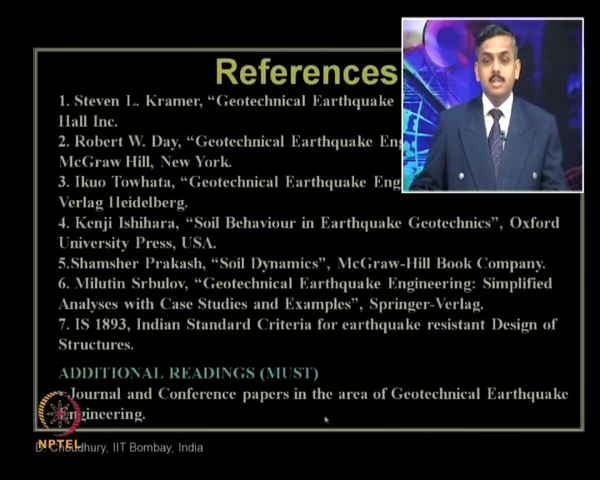 References
1. Steven L. Kramer, “Geotechnical Earthquake
Hall Inc.
2. Robert W. Day, “Geotechnical Earthquake Eng
McGraw Hill, New York.
3. Ikuo Towhata, “Geotechnical Earthquake Eng
Verlag Heidelberg.
4. Kenji Ishihara, “Soil Behaviour in Earthquake Geotechnics”, Oxford
University Press, USA.
5.Shamsher Prakash, “Soil Dynamics”, McGraw-Hill Book Company.
6. Milutin Srbulov, “Geotechnical Earthquake Engineering: Simplified
Analyses with Case Studies and Examples”, Springer-Verlag.
7. IS 1893, Indian Standard Criteria for earthquake resistant Design of
Structures.
ADDITIONAL READINGS (MUST)
Journal and Conference papers in the area of Geotechnical Earthquake
Engineering.
NPTEL
D. Choudhury, IIT Bombay, India